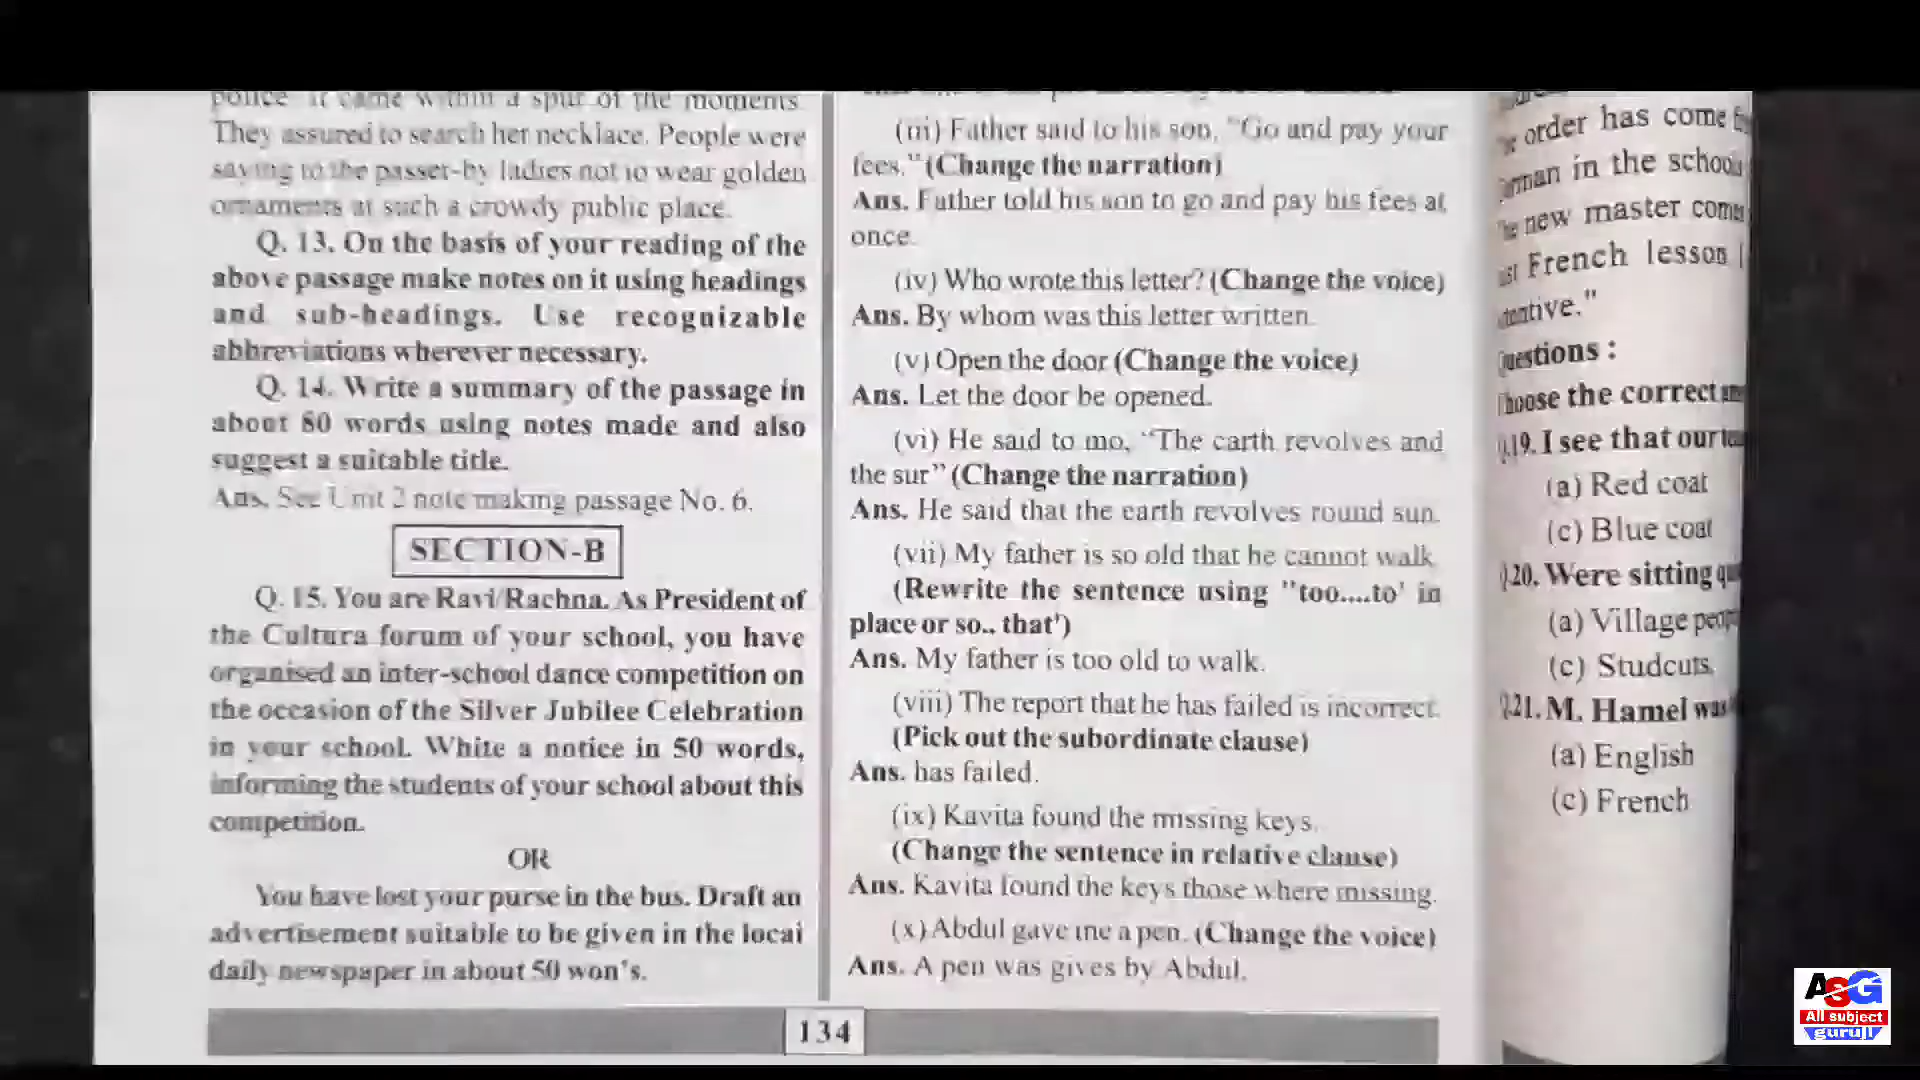 police. It came within a spur of the moments.
They assured to search her necklace. People were
saying to the passer-by ladies not to wear golden
ornaments at such a crowdy public place.
Q. 13. On the basis of your reading of the
above passage make notes on it using headings
and sub-headings. Use recognizable
abbreviations wherever necessary.
Q. 14. Write a summary of the passage in
about 80 words using notes made and also
suggest a suitable title.
Ans. See Unit 2 note making passage No. 6.
SECTION-B
Q. 15. You are Ravi/Rachna. As President of
the Cultura forum of your school, you have
organised an inter-school dance competition on
the occasion of the Silver Jubilee Celebration
in your school. White a notice in 50 words,
informing the students of your school about this
competition.
OR
You have lost your purse in the bus. Draft an
advertisement suitable to be given in the locai
daily newspaper in about 50 won's.
(iii) Father said to his son, "Go and pay your
fees." (Change the narration)
Ans. Father told his son to go and pay his fees at
once.
(iv) Who wrote this letter? (Change the voice)
Ans. By whom was this letter written.
(v) Open the door (Change the voice)
Ans. Let the door be opened.
(vi) He said to mo, "The carth revolves and
the sur" (Change the narration)
Ans. He said that the earth revolves round sun.
(vii) My father is so old that he cannot walk.
(Rewrite the sentence using "too....to' in
place or so.. that')
Ans. My father is too old to walk.
(viii) The report that he has failed is incorrect.
(Pick out the subordinate clause)
Ans. has failed.
(ix) Kavita found the missing keys.
(Change the sentence in relative clause)
Ans. Kavita found the keys those where missing.
(x) Abdul gave me a pen. (Change the voice)
Ans. A pen was gives by Abdul.
134
order has come
in the school
new master
French lesson
Questions :
Choose the correct
Q.19. I see that our
(a) Red coat
(c) Blue coat
Q.20. Were sitting
(a) Village
(c) Studcuts
Q.21. M. Hamel was
(a) English
(c) French
ASG
All subject
guruji